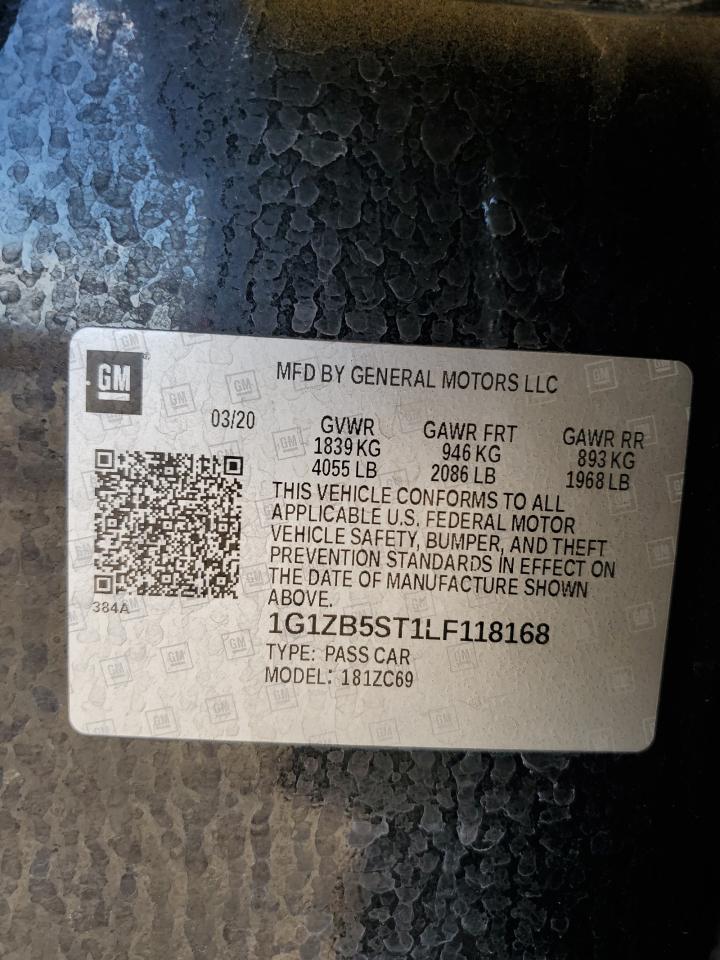 GM
MFD BY GENERAL MOTORS LLC
03/20
GVWR GAWR FRT GAWR RR
1839 KG 946 KG 893 KG
4055 LB 2086 LB 1968 LB
THIS VEHICLE CONFORMS TO ALL
APPLICABLE U.S. FEDERAL MOTOR
VEHICLE SAFETY, BUMPER, AND THEFT
PREVENTION STANDARDS IN EFFECT ON
THE DATE OF MANUFACTURE SHOWN
ABOVE.
384A
1G1ZB5ST1LF118168
TYPE: PASS CAR
MODEL: 181ZC69